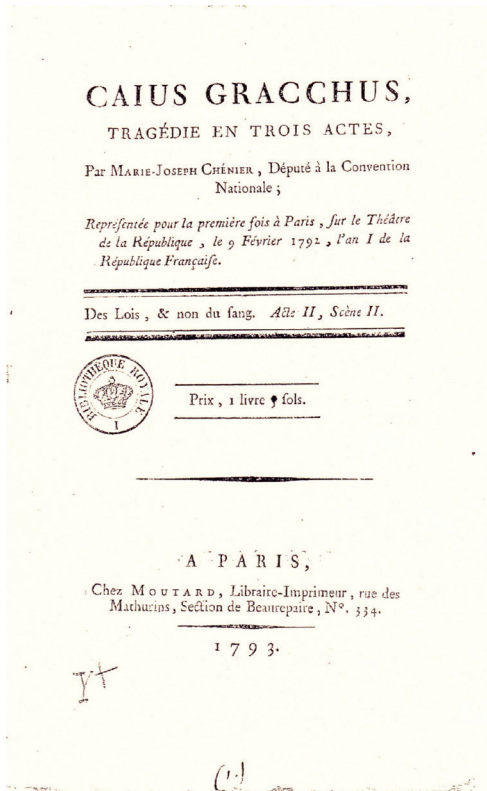 CAIUS GRACCHUS,
TRAGÉDIE EN TROIS ACTES,
Par MARIE-JOSEPH CHÉNIER, Député à la Convention
Nationale ;
Repréſentée pour la première fois à Paris, ſur le Théâtre
de la République, le 9 Février 1792, l'an I de la
République Françaiſe.
Des Lois, & non du ſang. Acte II, Scène II.
BIBLIOTHEQUE ROYALE
I
Prix, 1 livre ſols.
A PARIS,
Chez MOUTARD, Libraire-Imprimeur, rue des
Mathurins, Section de Beaurepaire, Nº. 334.
1793.